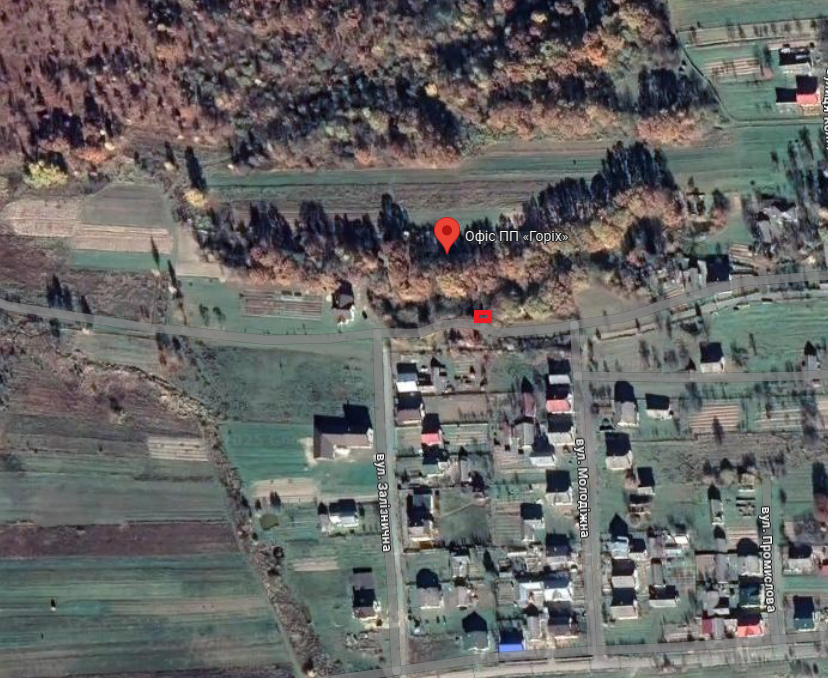 Офіс ПП «Горіх»
вул. Залізнична
вул. Молодіжна
вул. Промислова